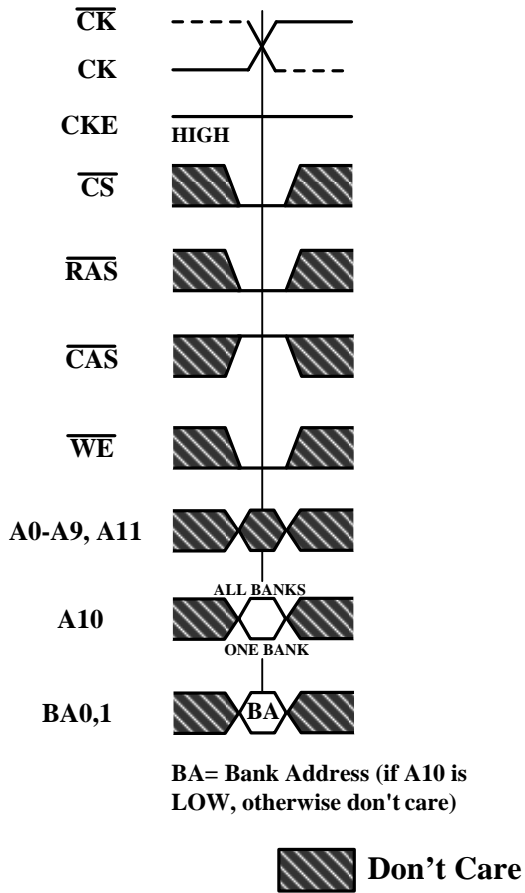 CK
CK
CKE
HIGH
CS
RAS
CAS
WE
A0-A9, A11
ALL BANKS
A10
ONE BANK
BA0,1
BA
BA= Bank Address (if A10 is
LOW, otherwise don't care)
Don't Care